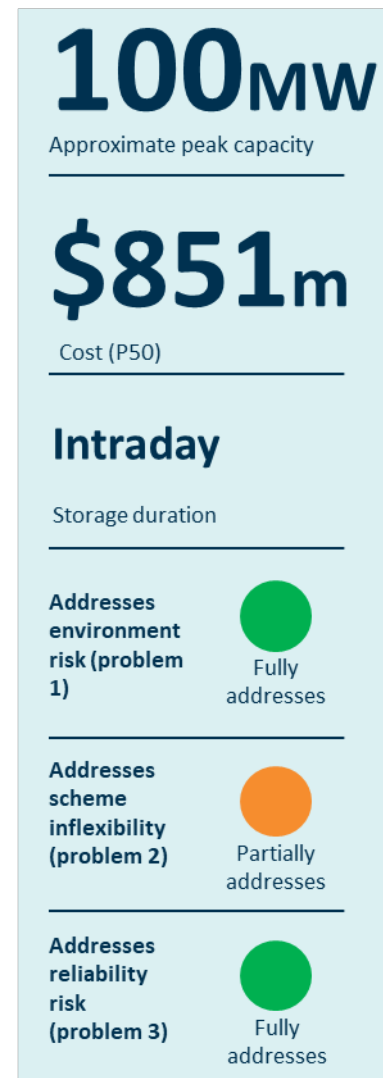 100MW
Approximate peak capacity
$851m
Cost (P50)
Intraday
Storage duration
Addresses
environment
risk (problem
1)
Fully
addresses
Addresses
scheme
inflexibility
(problem 2)
Partially
addresses
Addresses
reliability
risk
(problem 3)
Fully
addresses